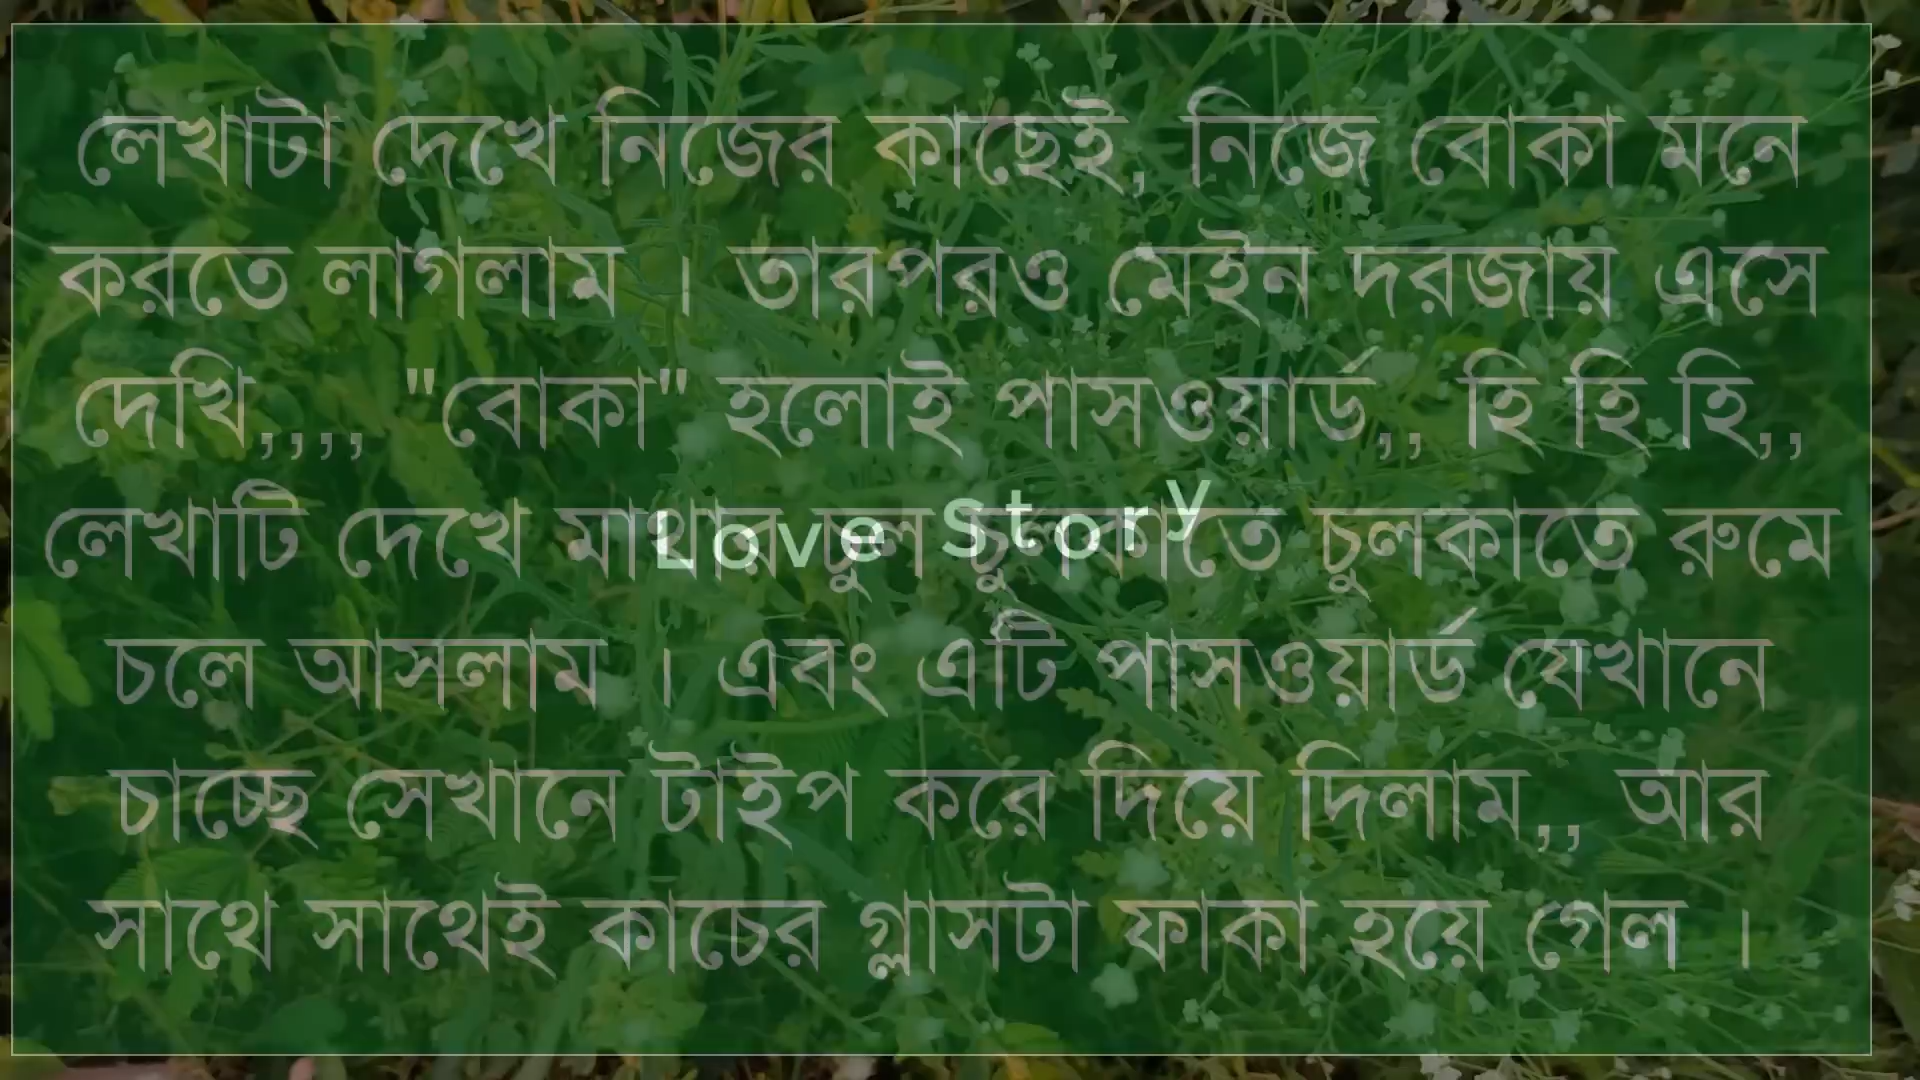 লেখাটা দেখে নিজের কাছেই, নিজে বোকা মনে
করতে লাগলাম । তারপরও মেইন দরজায় এসে
দেখি,,,, "বোকা" হলোই পাসওয়ার্ড,, হি হি হি,,
লেখাটি দেখে মাথার চুল চুলকাতে চুলকাতে রুমে
Love Story
চলে আসলাম । এবং এটি পাসওয়ার্ড যেখানে
চাচ্ছে সেখানে টাইপ করে দিয়ে দিলাম,, আর
সাথে সাথেই কাচের গ্লাসটা ফাকা হয়ে গেল ।